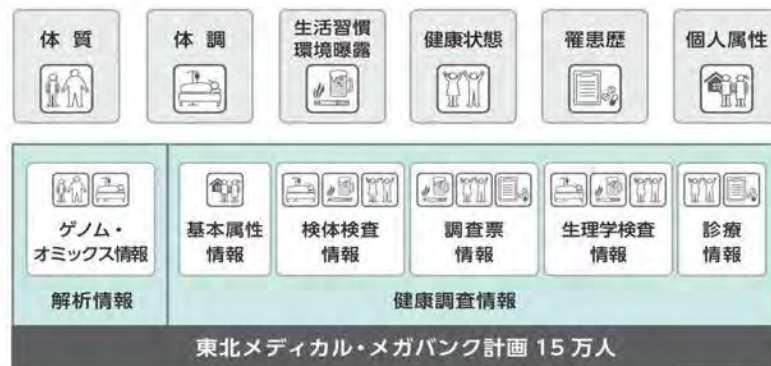 体質
体調
生活習慣
環境曝露
健康状態
罹患歴
個人属性
ゲノム・
オミックス情報
基本属性
情報
検体検査
情報
調査票
情報
生理学検査
情報
診療
情報
解析情報
健康調査情報
東北メディカル・メガバンク計画 15 万人